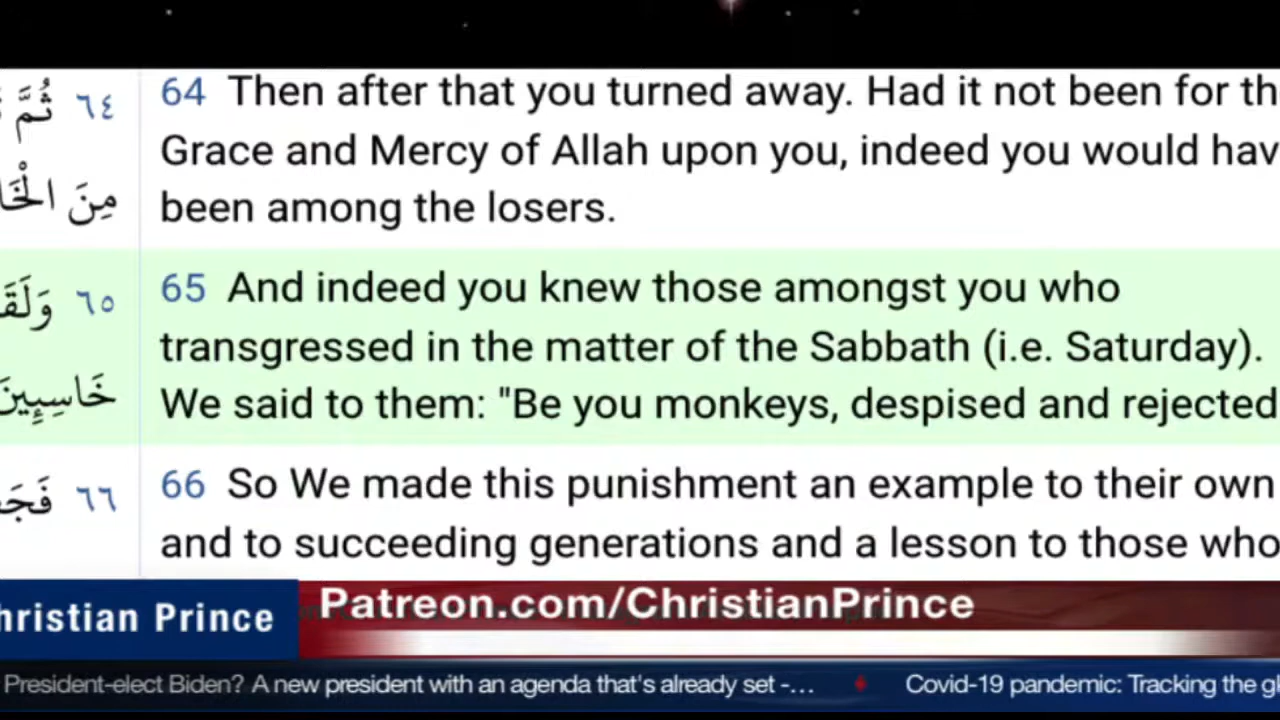 ٦٤ ثُمَّ
64 Then after that you turned away. Had it not been for th
Grace and Mercy of Allah upon you, indeed you would hav
مِنَ الْخَا
been among the losers.
٦٥ وَلَقَ
65 And indeed you knew those amongst you who
transgressed in the matter of the Sabbath (i.e. Saturday).
خَاسِئِينَ
We said to them: "Be you monkeys, despised and rejected
٦٦ فَجَ
66 So We made this punishment an example to their own
and to succeeding generations and a lesson to those who
hristian Prince
Patreon.com/ChristianPrince
President-elect Biden? A new president with an agenda that's already set -... Covid-19 pandemic: Tracking the gl